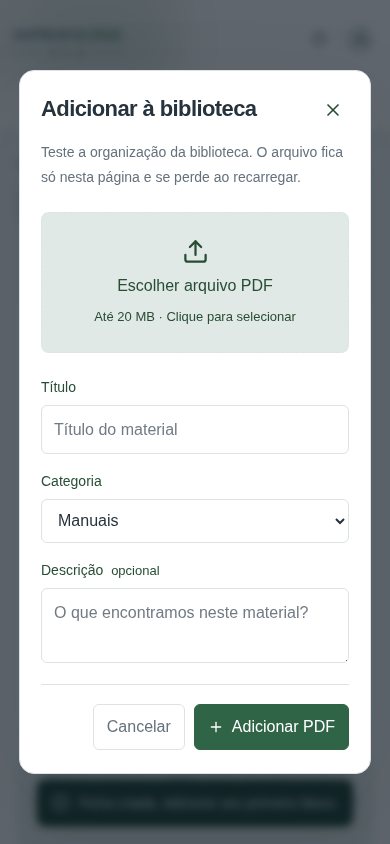 Adicionar à biblioteca
Teste a organização da biblioteca. O arquivo fica
só nesta página e se perde ao recarregar.
Escolher arquivo PDF
Até 20 MB · Clique para selecionar
Título
Título do material
Categoria
Manuais
Descrição opcional
O que encontramos neste material?
Cancelar
+ Adicionar PDF